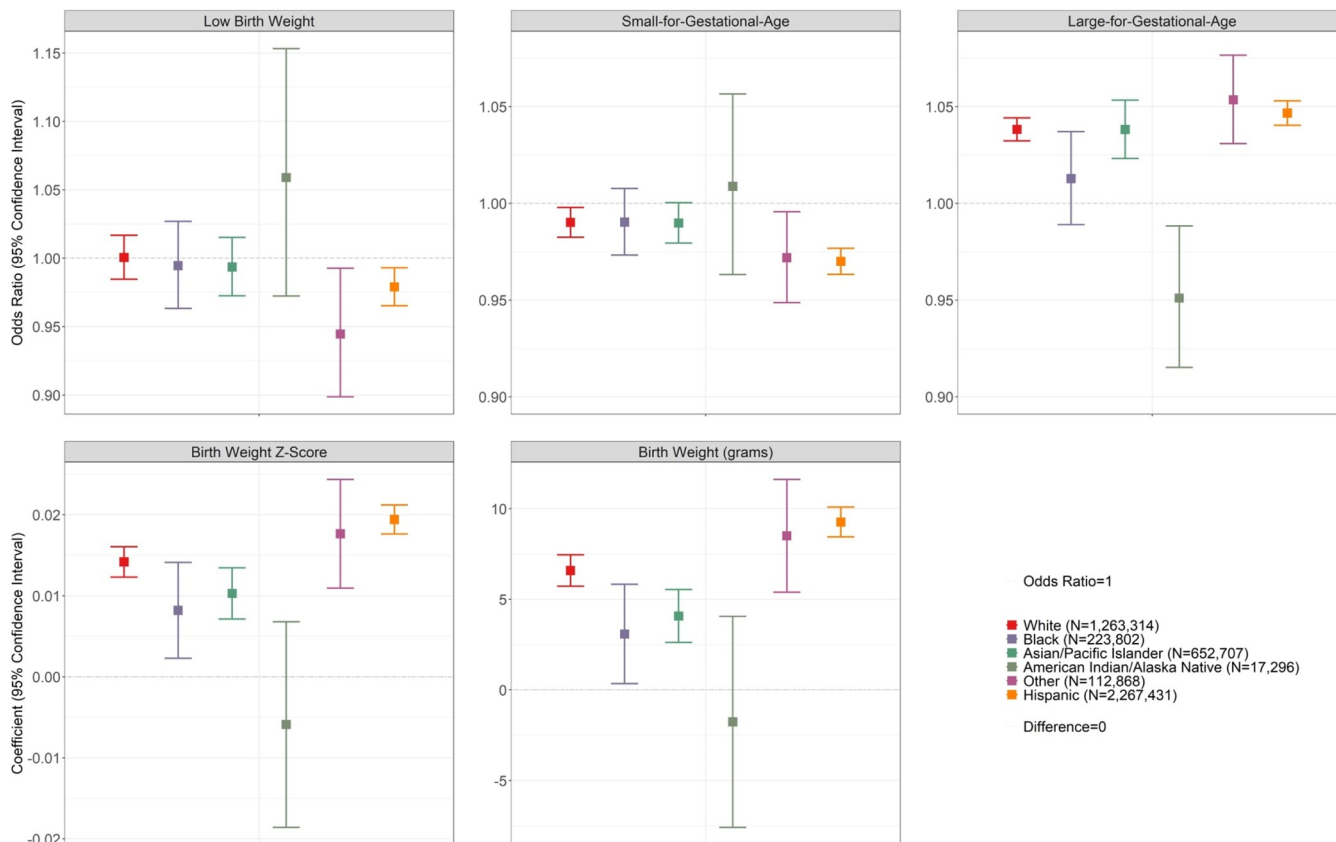 Low Birth Weight
Small-for-Gestational-Age
Large-for-Gestational-Age
Odds Ratio (95% Confidence Interval)
1.15
1.10
1.05
1.00
0.95
0.90
1.05
1.00
0.95
0.90
1.05
1.00
0.95
0.90
Birth Weight Z-Score
Birth Weight (grams)
Coefficient (95% Confidence Interval)
0.02
0.01
0.00
-0.01
-0.02
10
5
0
-5
Odds Ratio=1
White (N=1,263,314)
Black (N=223,802)
Asian/Pacific Islander (N=652,707)
American Indian/Alaska Native (N=17,296)
Other (N=112,868)
Hispanic (N=2,267,431)
Difference=0